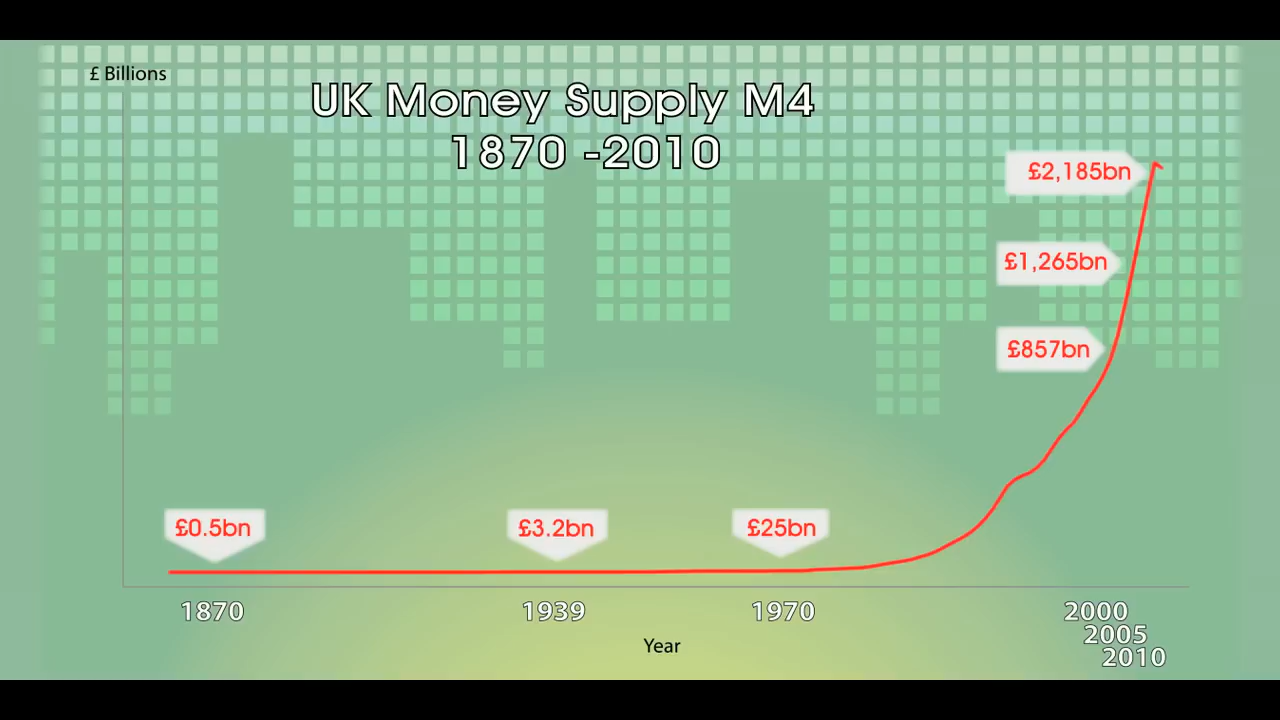 £ Billions
UK Money Supply M4
1870 -2010
£2,185bn
£1,265bn
£857bn
£0.5bn
£3.2bn
£25bn
1870
1939
1970
2000
2005
2010
Year